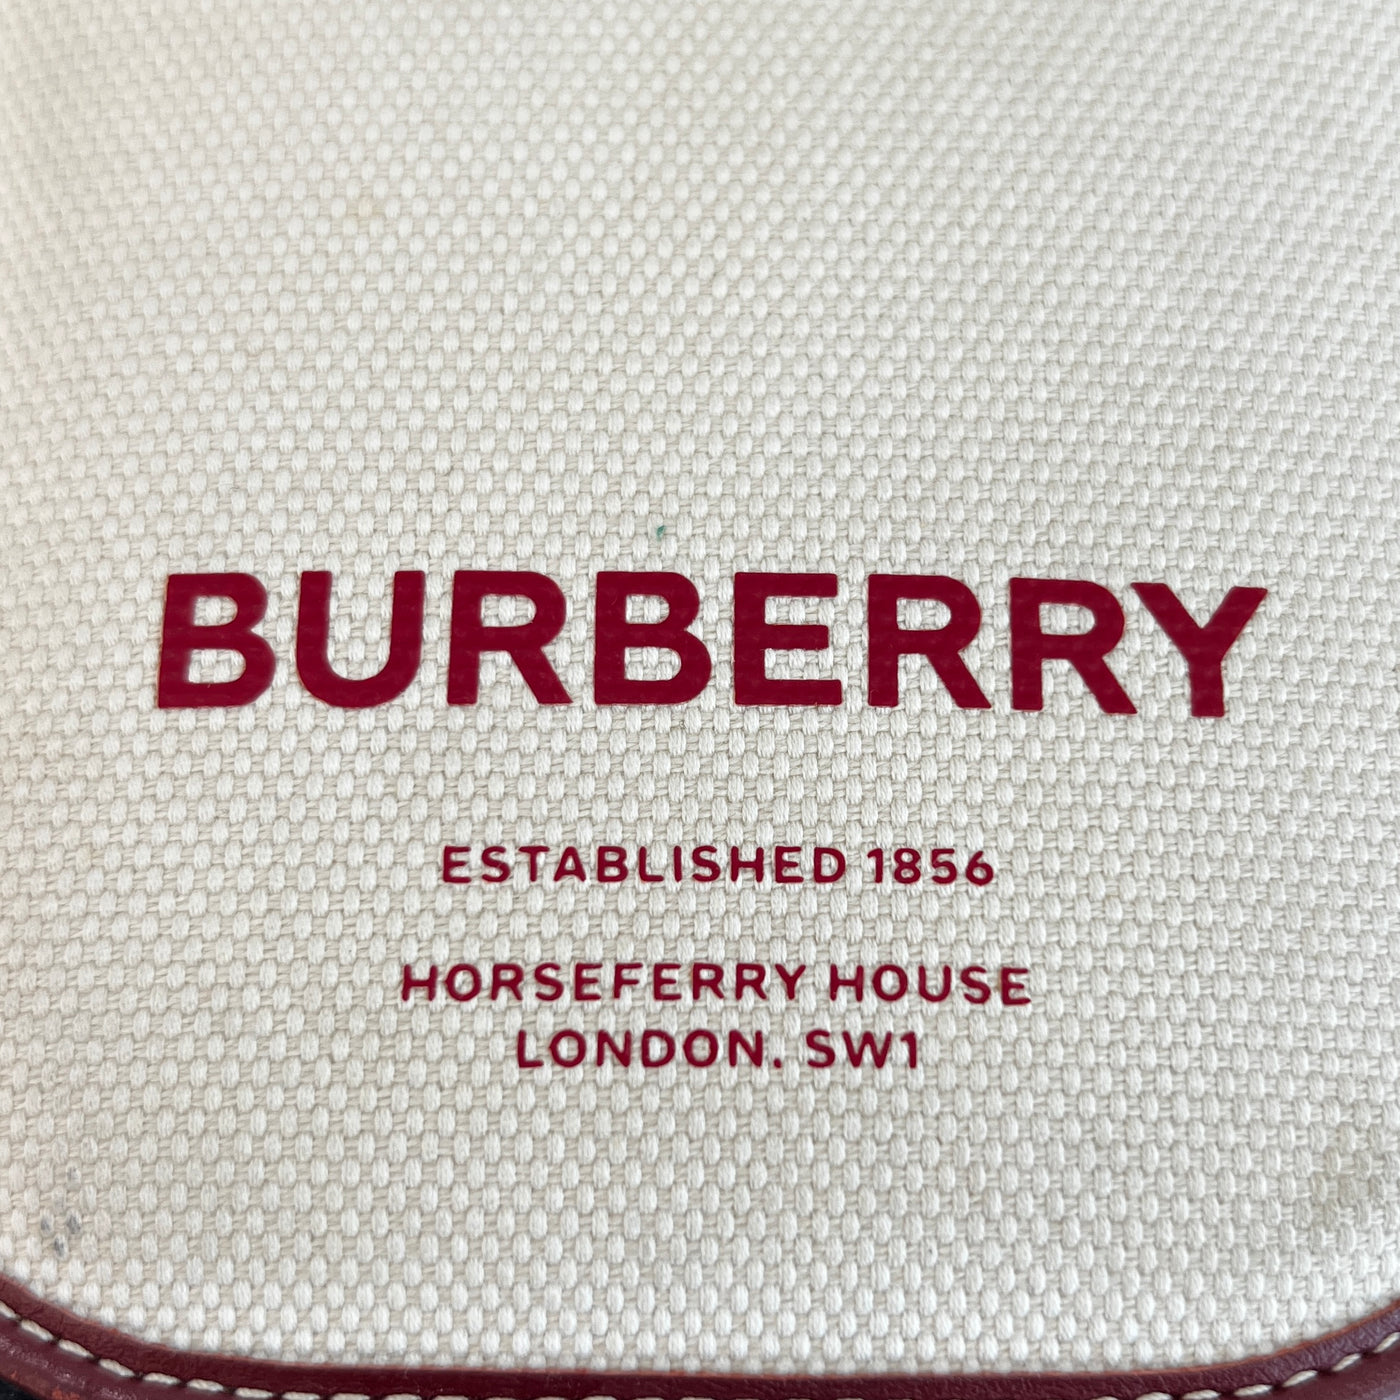 BURBERRY
ESTABLISHED 1856
HORSEFERRY HOUSE
LONDON. SW1